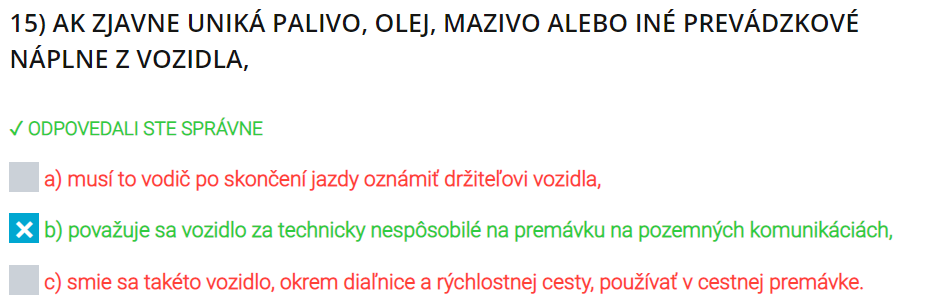 15) AK ZJAVNE UNIKÁ PALIVO, OLEJ, MAZIVO ALEBO INÉ PREVÁDZKOVÉ
NÁPLNE Z VOZIDLA,
✓ ODPOVEDALI STE SPRÁVNE
a) musí to vodič po skončení jazdy oznámiť držiteľovi vozidla,
b) považuje sa vozidlo za technicky nespôsobilé na premávku na pozemných komunikáciách,
c) smie sa takéto vozidlo, okrem diaľnice a rýchlostnej cesty, používať v cestnej premávke.